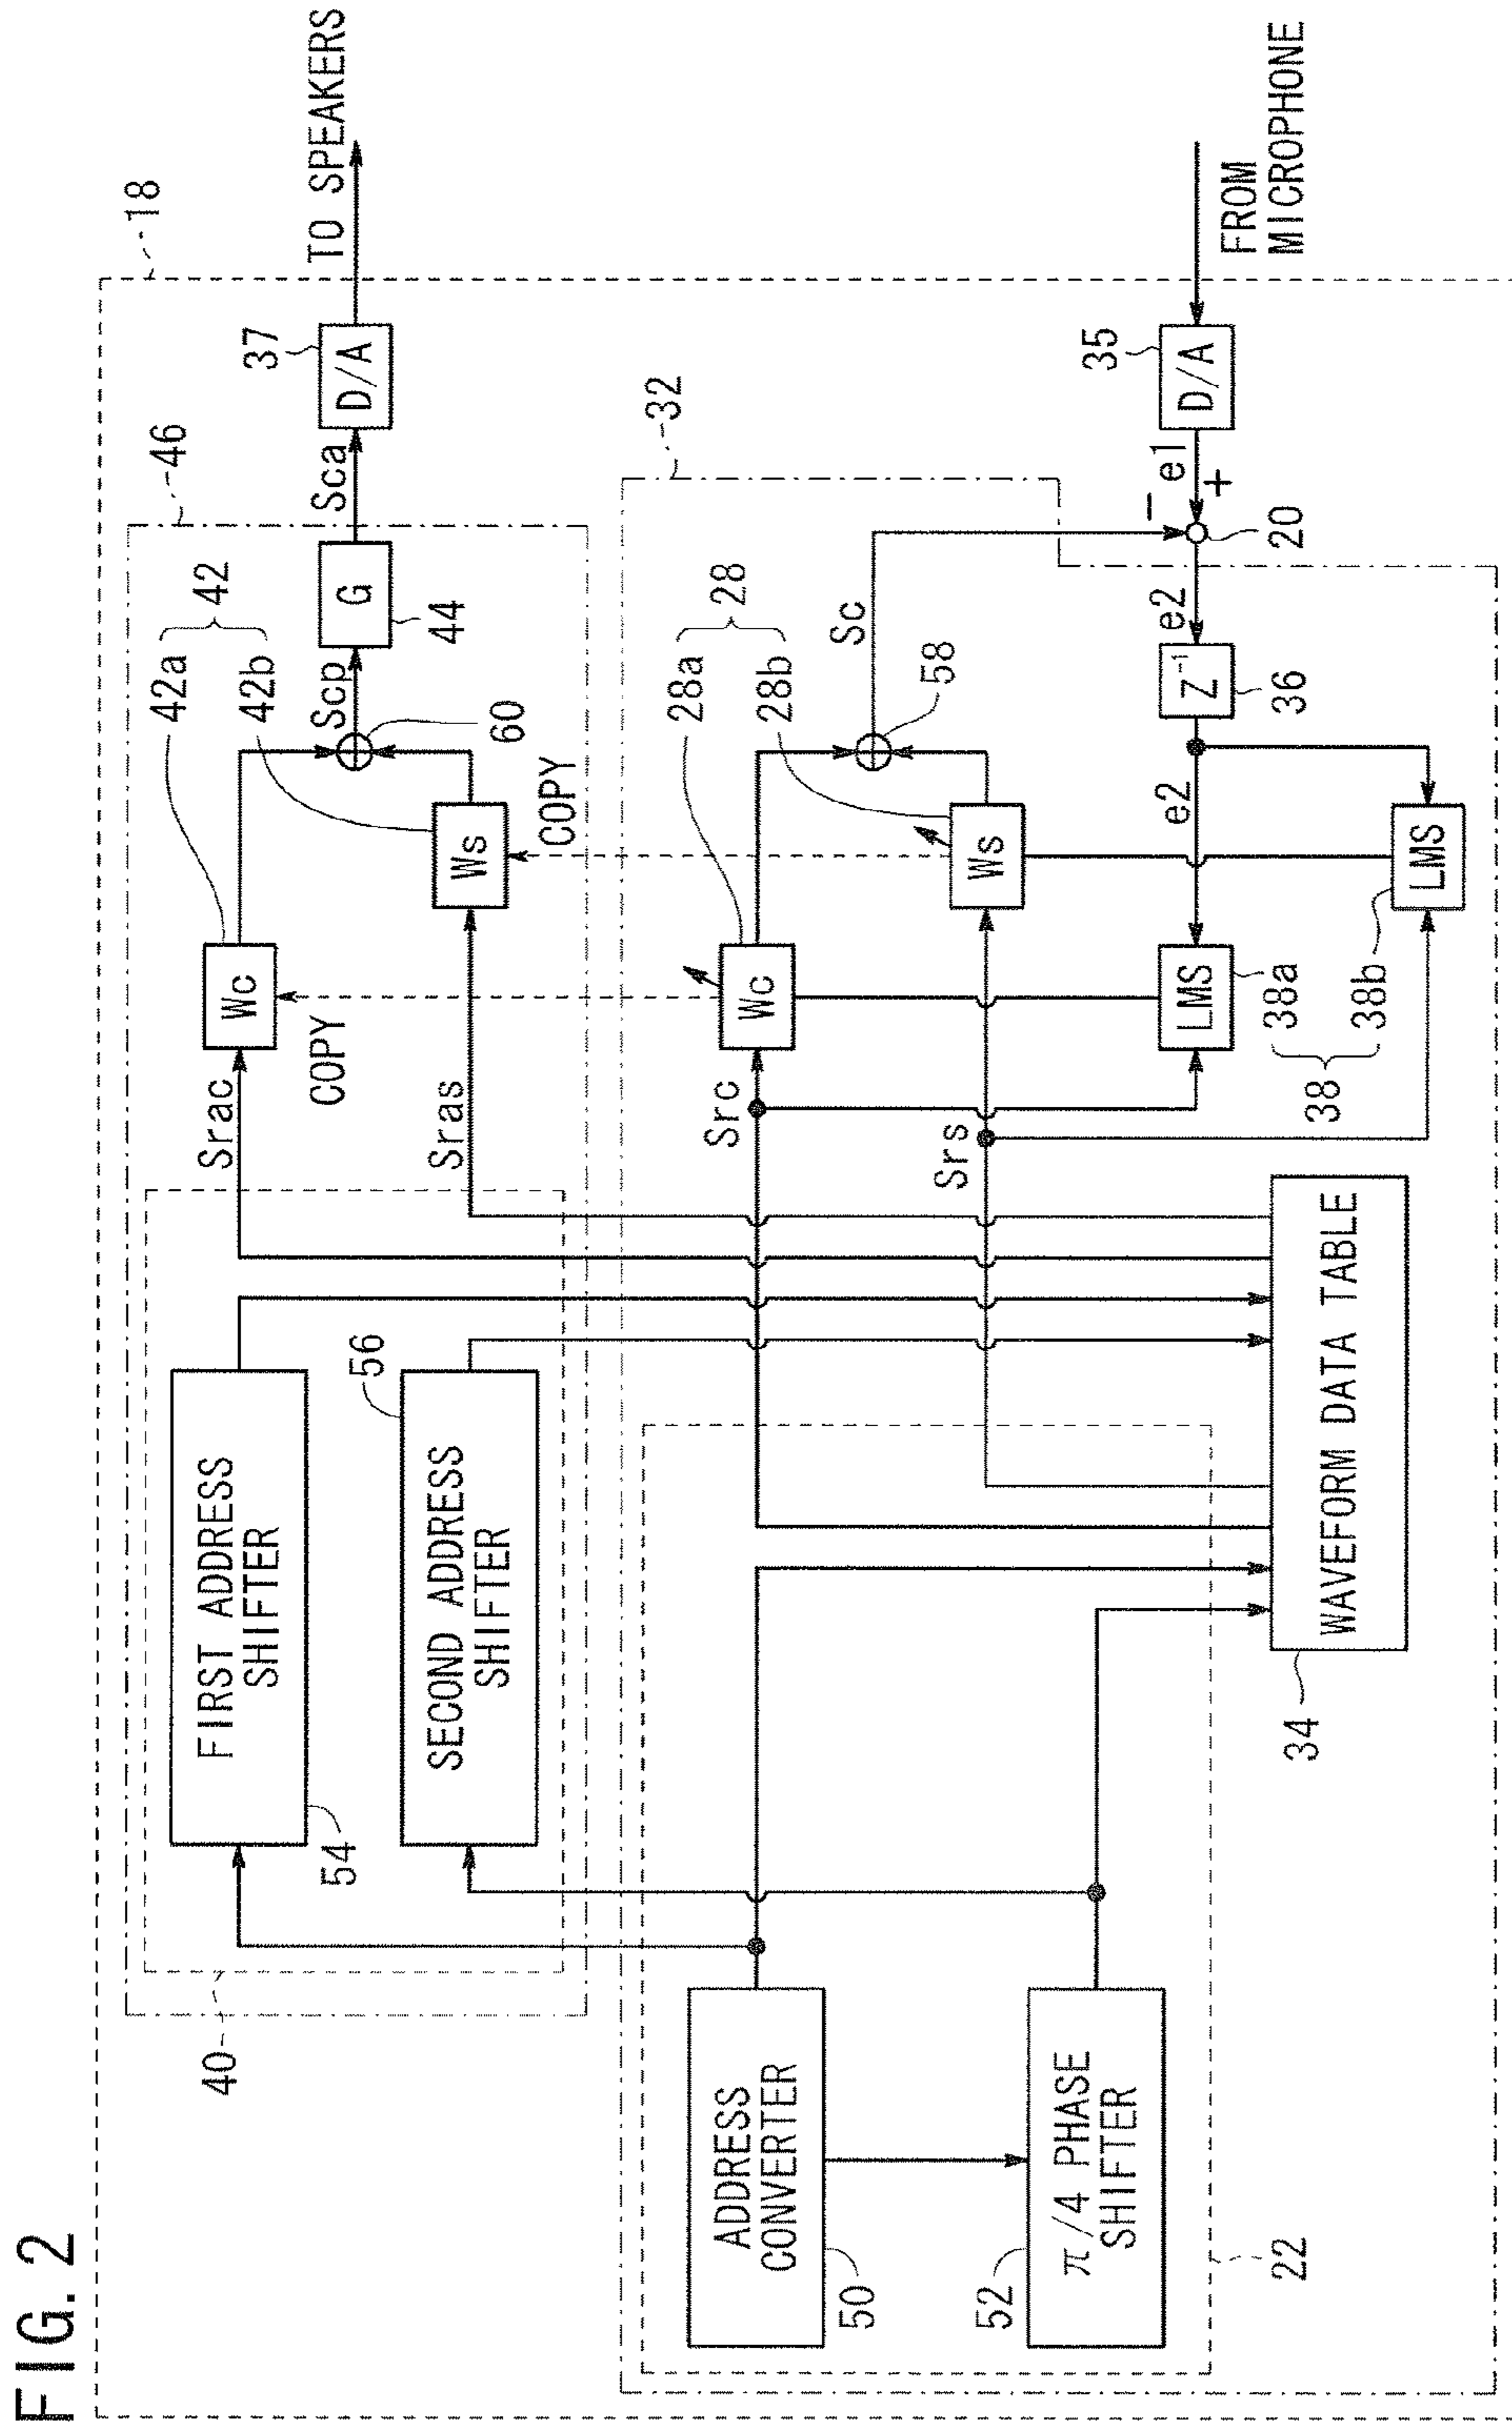 FIG. 2
18
TO SPEAKERS
46
37
D/A
Sca
42
42a
42b
G
44
Scp
60
Wc
Ws
COPY
COPY
Srac
Sras
FIRST ADDRESS
SHIFTER
54
56
SECOND ADDRESS
SHIFTER
40
32
FROM
MICROPHONE
35
D/A
e1
+
−
20
Sc
28
28a
28b
58
e2
Z⁻¹
36
e2
Wc
Ws
LMS
LMS
38a
38b
38
Src
Srs
WAVEFORM DATA TABLE
34
ADDRESS
CONVERTER
50
π/4 PHASE
SHIFTER
52
22